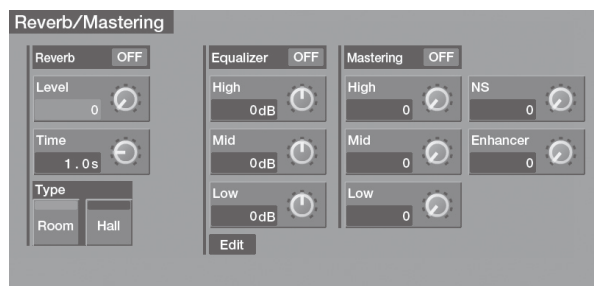 Reverb/Mastering
Reverb OFF
Level
0
Time
1.0s
Type
Room Hall
Equalizer OFF
High
0dB
Mid
0dB
Low
0dB
Edit
Mastering OFF
High
0
Mid
0
Low
0
NS
0
Enhancer
0